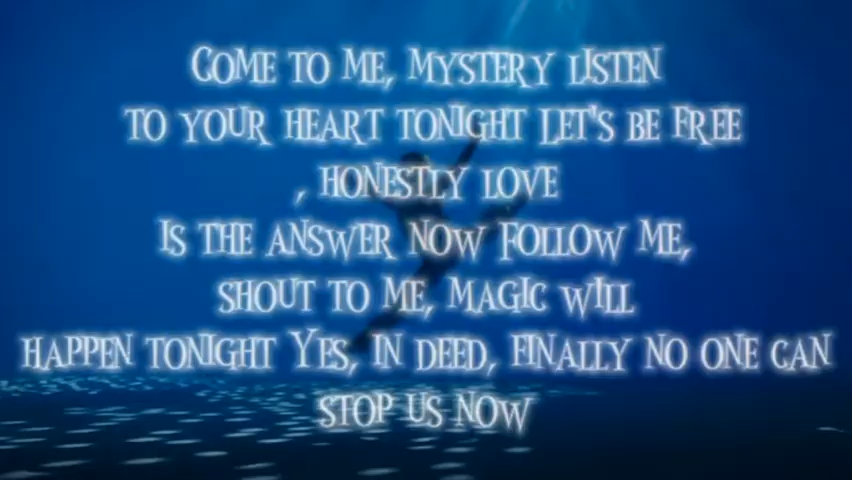 Come to me, mystery listen
to your heart tonight Let's be free
, honestly love
Is the answer now Follow me,
shout to me, magic will
happen tonight Yes, in deed, finally no one can
stop us now